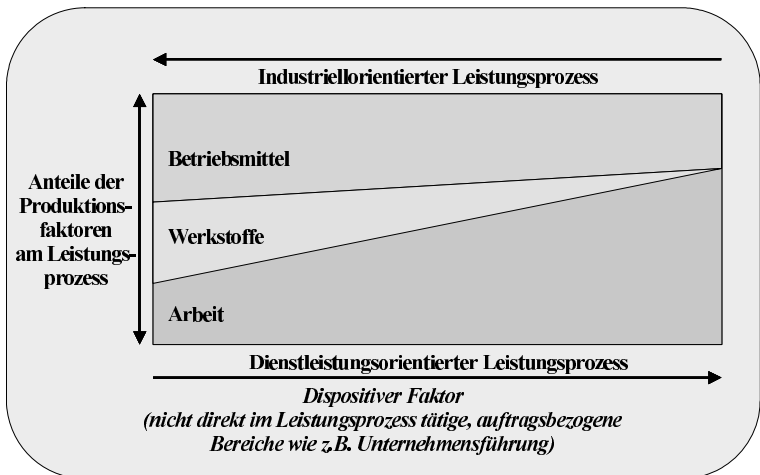 Industriellorientierter Leistungsprozess
Betriebsmittel
Anteile der
Produktions-
faktoren
am Leistungs-
prozess
Werkstoffe
Arbeit
Dienstleistungsorientierter Leistungsprozess
Dispositiver Faktor
(nicht direkt im Leistungsprozess tätige, auftragsbezogene
Bereiche wie z.B. Unternehmensführung)